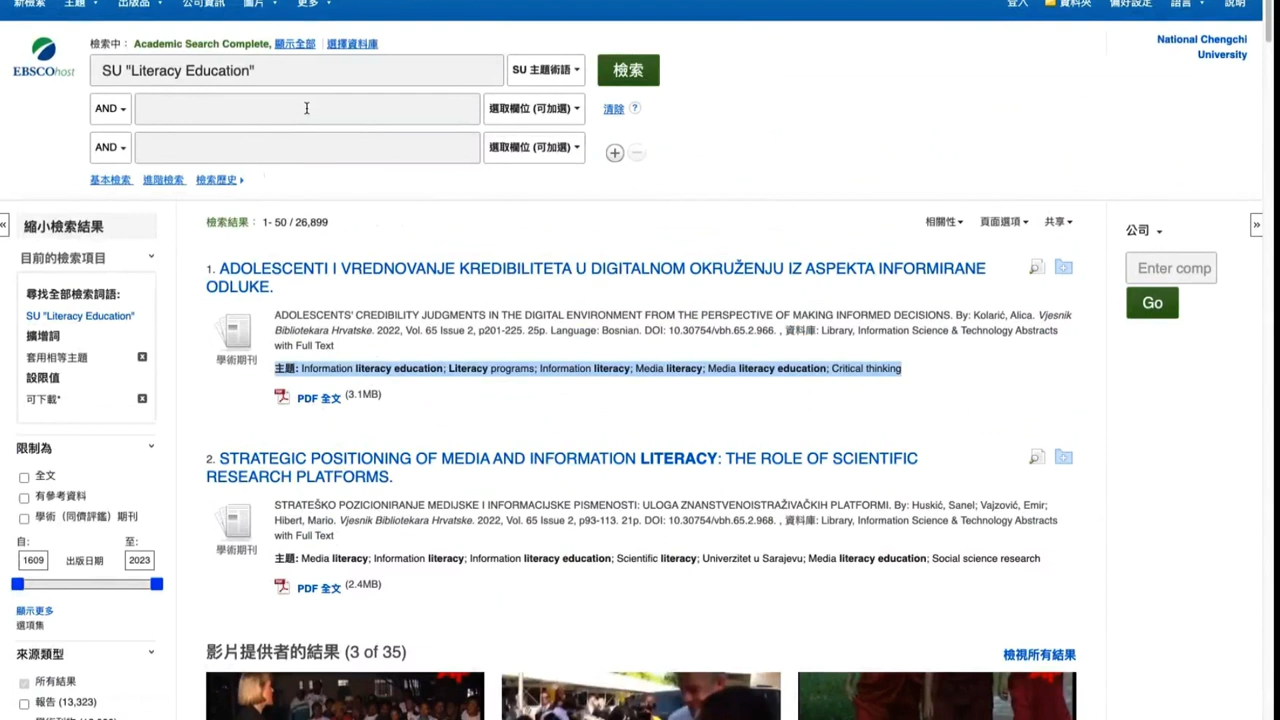 新檢索 主題 出版品 公司資訊 圖片 更多 登入 資料夾 偏好設定 語言 說明
檢索中： Academic Search Complete, 顯示全部 | 選擇資料庫
National Chengchi University
EBSCOhost
SU "Literacy Education" SU 主題術語 檢索
AND 選取欄位 (可加選) 清除 ?
AND 選取欄位 (可加選)
基本檢索 進階檢索 檢索歷史
«
縮小檢索結果
目前的檢索項目
尋找全部檢索詞語:
SU "Literacy Education"
擴增詞
套用相等主題
設限值
可下載*
限制為
全文
有參考資料
學術（同儕評鑑）期刊
自: 至:
1609 出版日期 2023
顯示更多
選項集
來源類型
所有結果
報告 (13,323)
檢索結果： 1- 50 / 26,899 相關性 頁面選項 共享
1. ADOLESCENTI I VREDNOVANJE KREDIBILITETA U DIGITALNOM OKRUŽENJU IZ ASPEKTA INFORMIRANE
ODLUKE.
ADOLESCENTS' CREDIBILITY JUDGMENTS IN THE DIGITAL ENVIRONMENT FROM THE PERSPECTIVE OF MAKING INFORMED DECISIONS. By: Kolarić, Alica. Vjesnik
Bibliotekara Hrvatske. 2022, Vol. 65 Issue 2, p201-225. 25p. Language: Bosnian. DOI: 10.30754/vbh.65.2.966. , 資料庫: Library, Information Science & Technology Abstracts
with Full Text
學術期刊
主題: Information literacy education; Literacy programs; Information literacy; Media literacy; Media literacy education; Critical thinking
PDF 全文 (3.1MB)
2. STRATEGIC POSITIONING OF MEDIA AND INFORMATION LITERACY: THE ROLE OF SCIENTIFIC
RESEARCH PLATFORMS.
STRATEŠKO POZICIONIRANJE MEDIJSKE I INFORMACIJSKE PISMENOSTI: ULOGA ZNANSTVENOISTRAŽIVAČKIH PLATFORMI. By: Huskić, Sanel; Vajzović, Emir;
Hibert, Mario. Vjesnik Bibliotekara Hrvatske. 2022, Vol. 65 Issue 2, p93-113. 21p. DOI: 10.30754/vbh.65.2.968. , 資料庫: Library, Information Science & Technology Abstracts
with Full Text
學術期刊
主題: Media literacy; Information literacy; Information literacy education; Scientific literacy; Univerzitet u Sarajevu; Media literacy education; Social science research
PDF 全文 (2.4MB)
影片提供者的結果 (3 of 35) 檢視所有結果
»
公司
Enter comp
Go